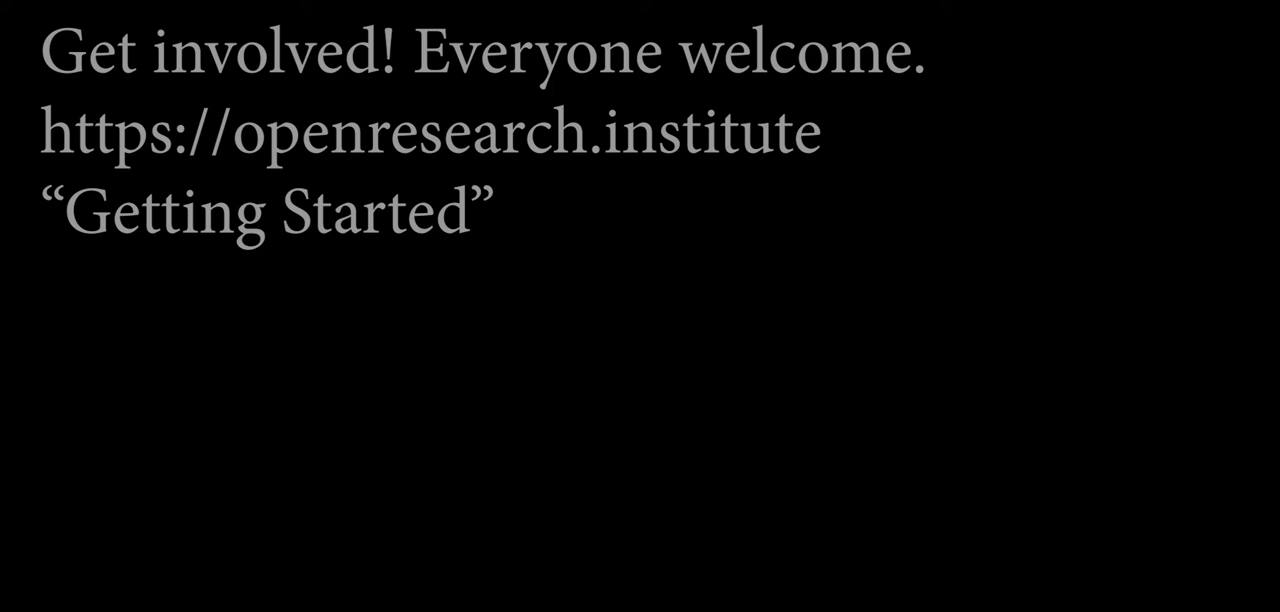 Get involved! Everyone welcome.
https://openresearch.institute
“Getting Started”